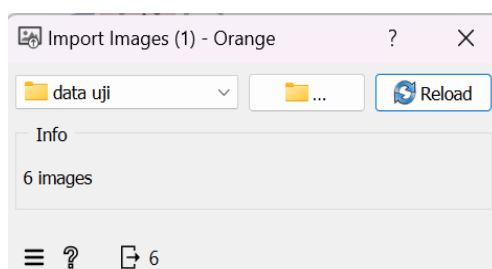 Import Images (1) - Orange ? X
data uji ... Reload
Info
6 images
? 6